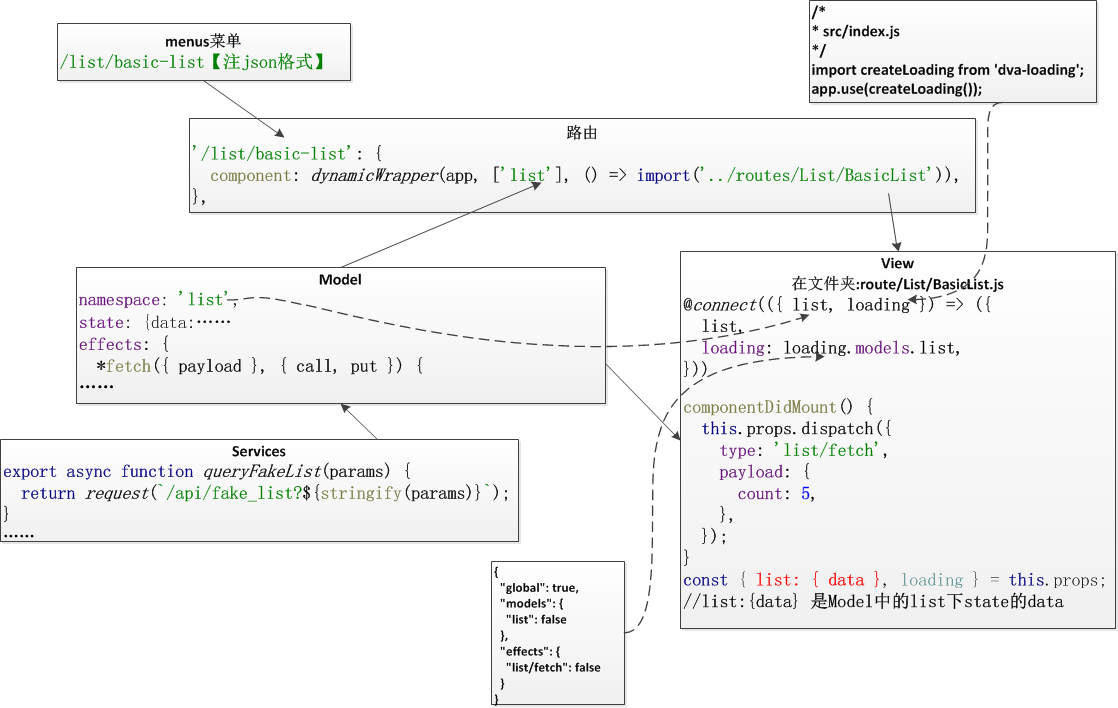 menus菜单
/list/basic-list【注json格式】
/*
* src/index.js
*/
import createLoading from 'dva-loading';
app.use(createLoading());
路由
'/list/basic-list': {
component: dynamicWrapper(app, ['list'], () => import('../routes/List/BasicList')),
},
Model
namespace: 'list',
state: {data:……
effects: {
*fetch({ payload }, { call, put }) {
……
View
在文件夹:route/List/BasicList.js
@connect(({ list, loading }) => ({
list,
loading: loading.models.list,
}))
componentDidMount() {
this.props.dispatch({
type: 'list/fetch',
payload: {
count: 5,
},
});
}
const { list: { data }, loading } = this.props;
//list:{data} 是Model中的list下state的data
Services
export async function queryFakeList(params) {
return request(`/api/fake_list?${stringify(params)}`);
}
……
{
"global": true,
"models": {
"list": false
},
"effects": {
"list/fetch": false
}
}